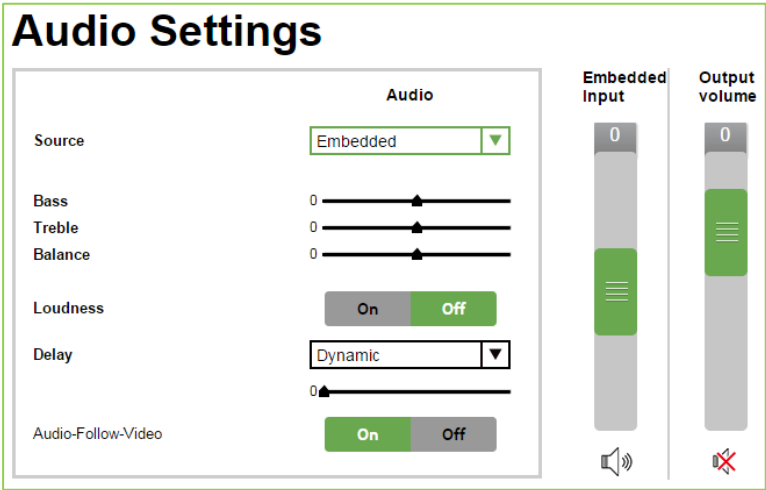 Audio Settings
Audio
Source Embedded
Bass 0
Treble 0
Balance 0
Loudness On Off
Delay Dynamic
0
Audio-Follow-Video On Off
Embedded Input
0
Output volume
0